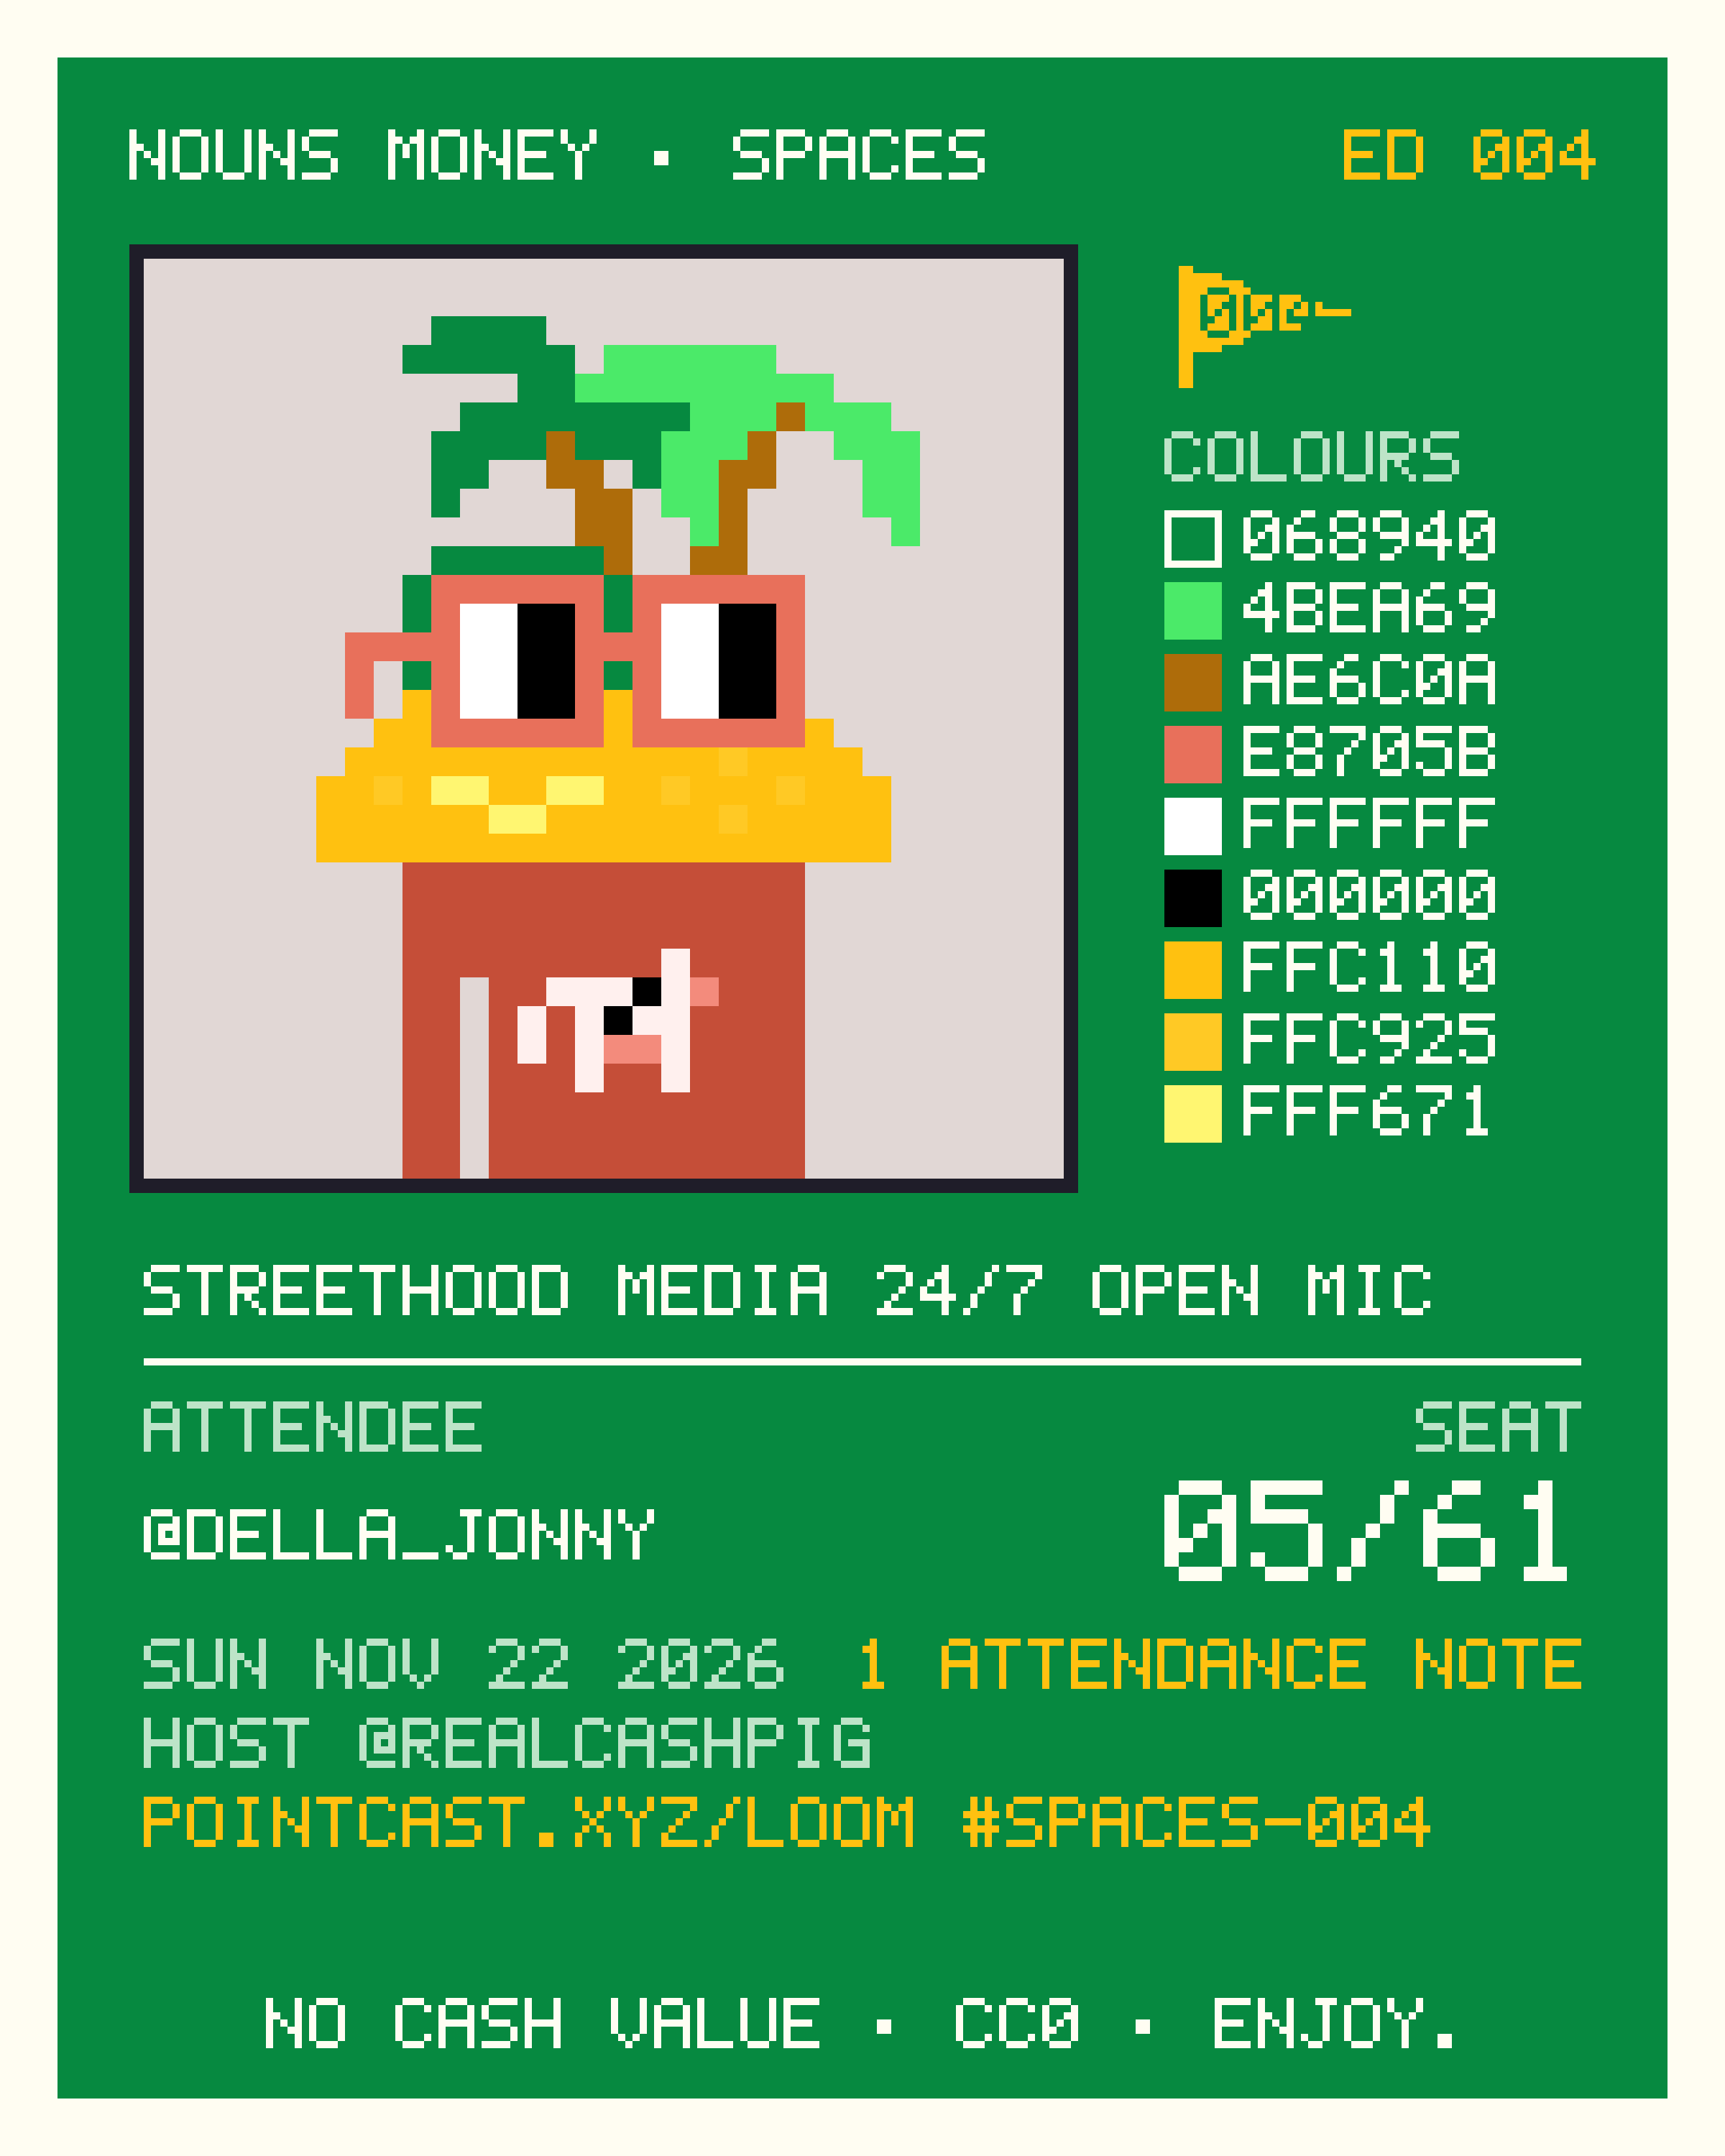 NOUNS MONEY · SPACES
ED 004
COLOURS
068940
4BEA69
AE6C0A
E8705B
FFFFFF
000000
FFC110
FFC925
FFF671
STREETHOOD MEDIA 24/7 OPEN MIC
ATTENDEE
SEAT
@DELLA_JONNY
05/61
SUN NOV 22 2026
1 ATTENDANCE NOTE
HOST @REALCASHPIG
POINTCAST.XYZ/LOOM #SPACES-004
NO CASH VALUE · CC0 · ENJOY.